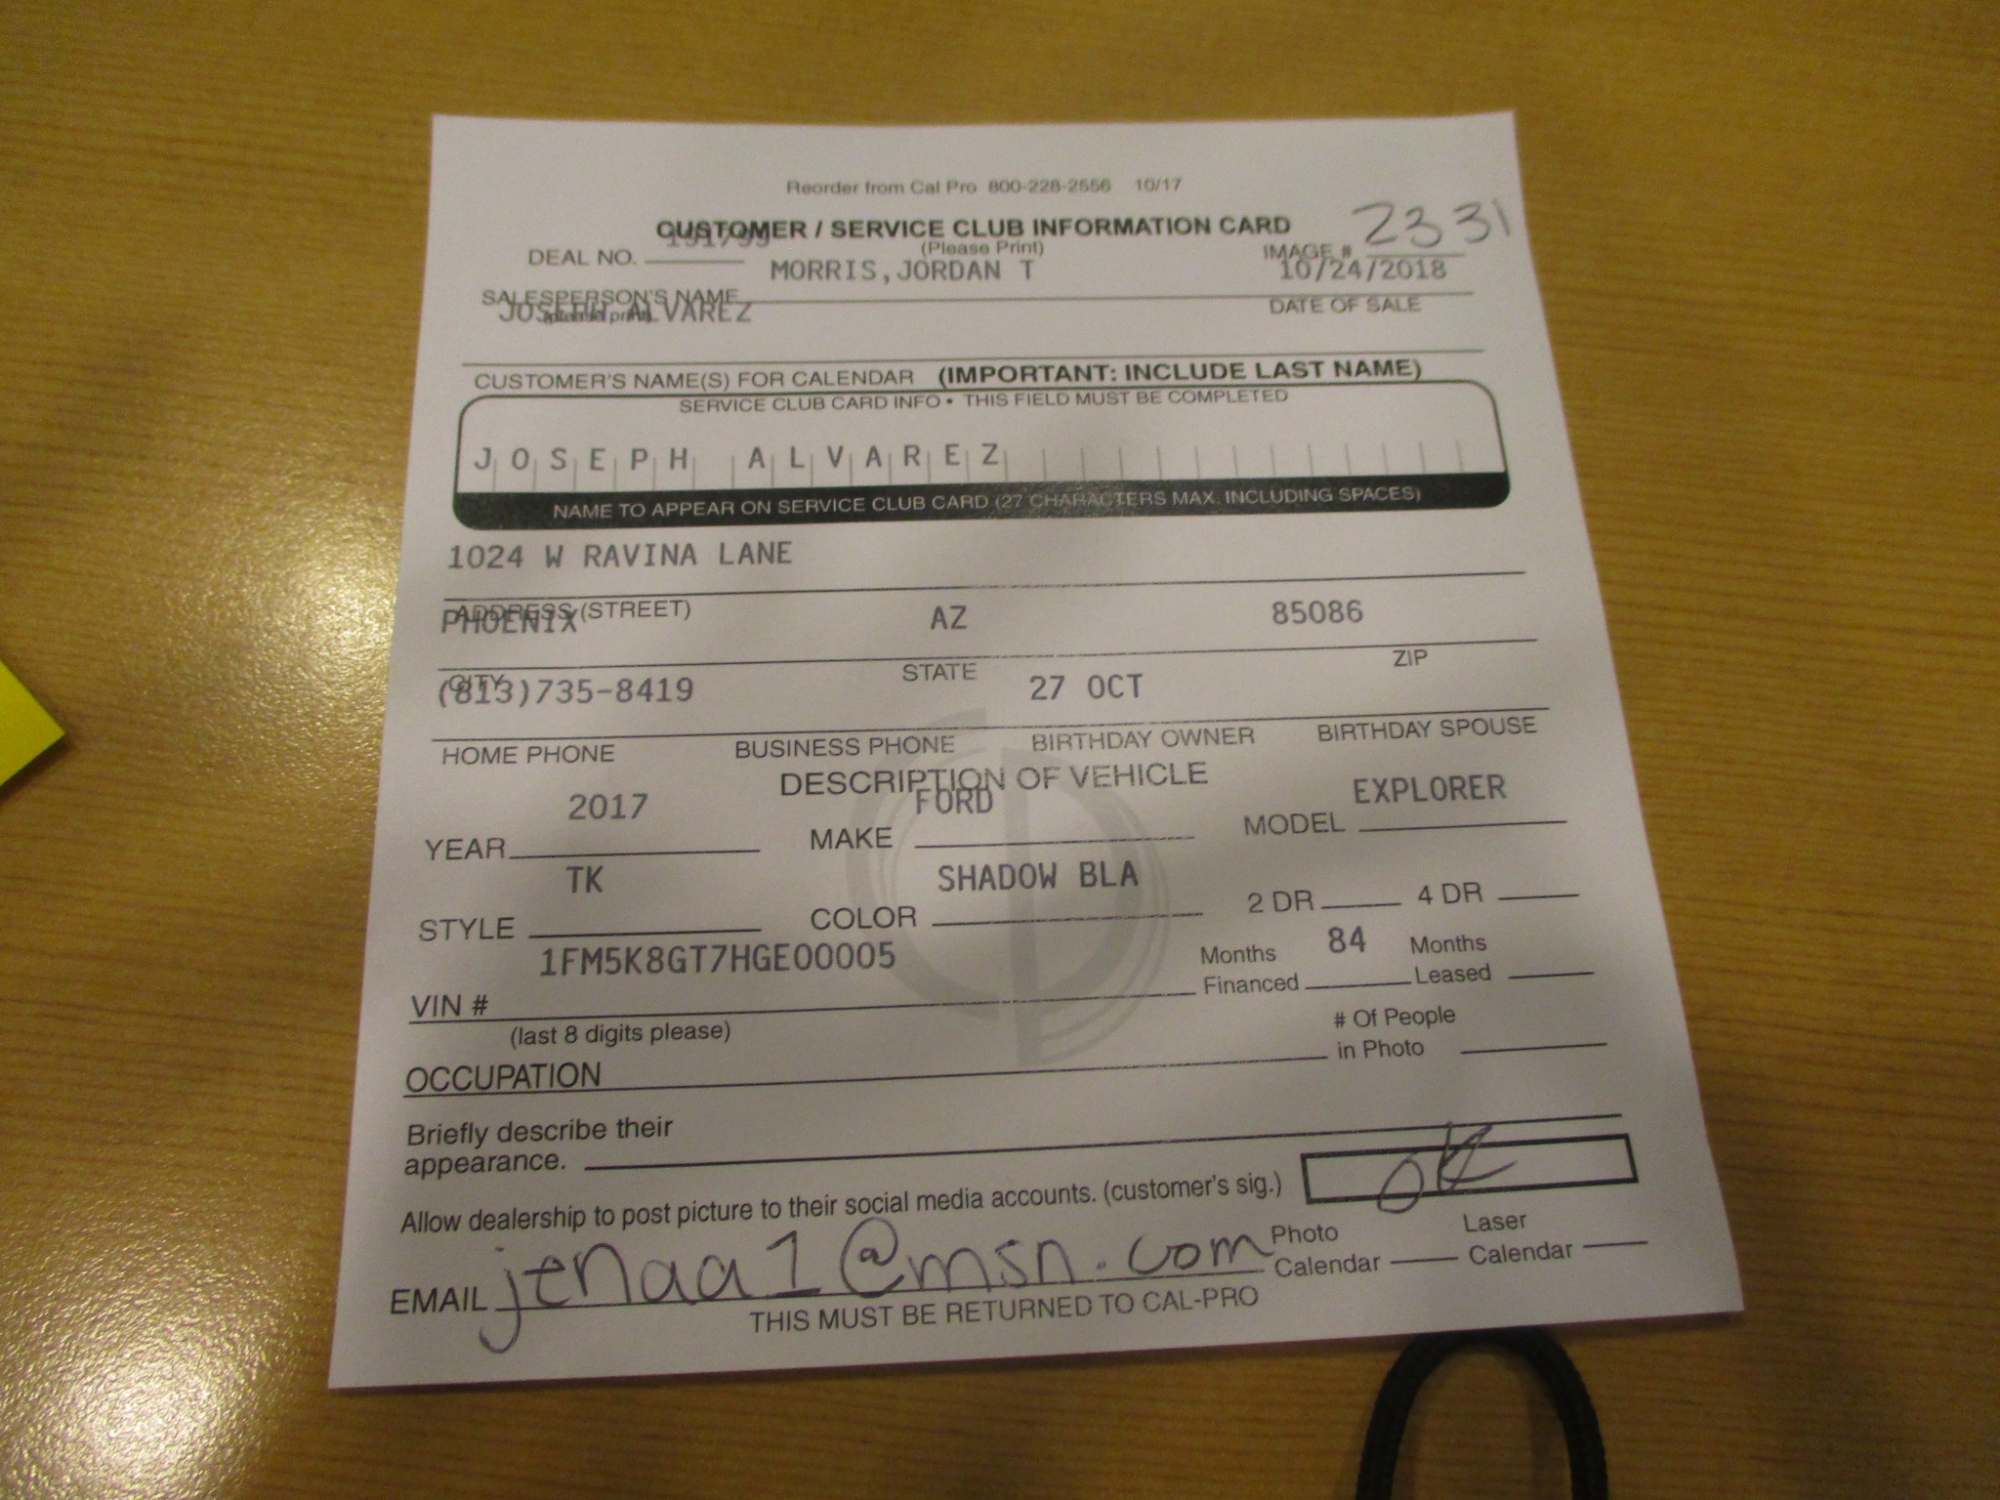 Reorder from Cal Pro 800-228-2556 10/17
CUSTOMER / SERVICE CLUB INFORMATION CARD
(Please Print)
DEAL NO. IMAGE # 2331
MORRIS,JORDAN T 10/24/2018
SALESPERSON'S NAME DATE OF SALE
(please print)
JOSEPH ALVAREZ
CUSTOMER'S NAME(S) FOR CALENDAR (IMPORTANT: INCLUDE LAST NAME)
SERVICE CLUB CARD INFO • THIS FIELD MUST BE COMPLETED
JOSEPH ALVAREZ
NAME TO APPEAR ON SERVICE CLUB CARD (27 CHARACTERS MAX. INCLUDING SPACES)
1024 W RAVINA LANE
ADDRESS (STREET)
PHOENIX AZ 85086
CITY STATE ZIP
(813)735-8419 27 OCT
HOME PHONE BUSINESS PHONE BIRTHDAY OWNER BIRTHDAY SPOUSE
DESCRIPTION OF VEHICLE
2017 FORD EXPLORER
YEAR MAKE MODEL
TK SHADOW BLA
STYLE COLOR 2 DR 4 DR
1FM5K8GT7HGE00005 Months 84 Months
VIN # Financed Leased
(last 8 digits please) # Of People
OCCUPATION in Photo
Briefly describe their
appearance.
Allow dealership to post picture to their social media accounts. (customer's sig.) OK
Photo Laser
EMAIL jenaa1@msn.com Calendar Calendar
THIS MUST BE RETURNED TO CAL-PRO